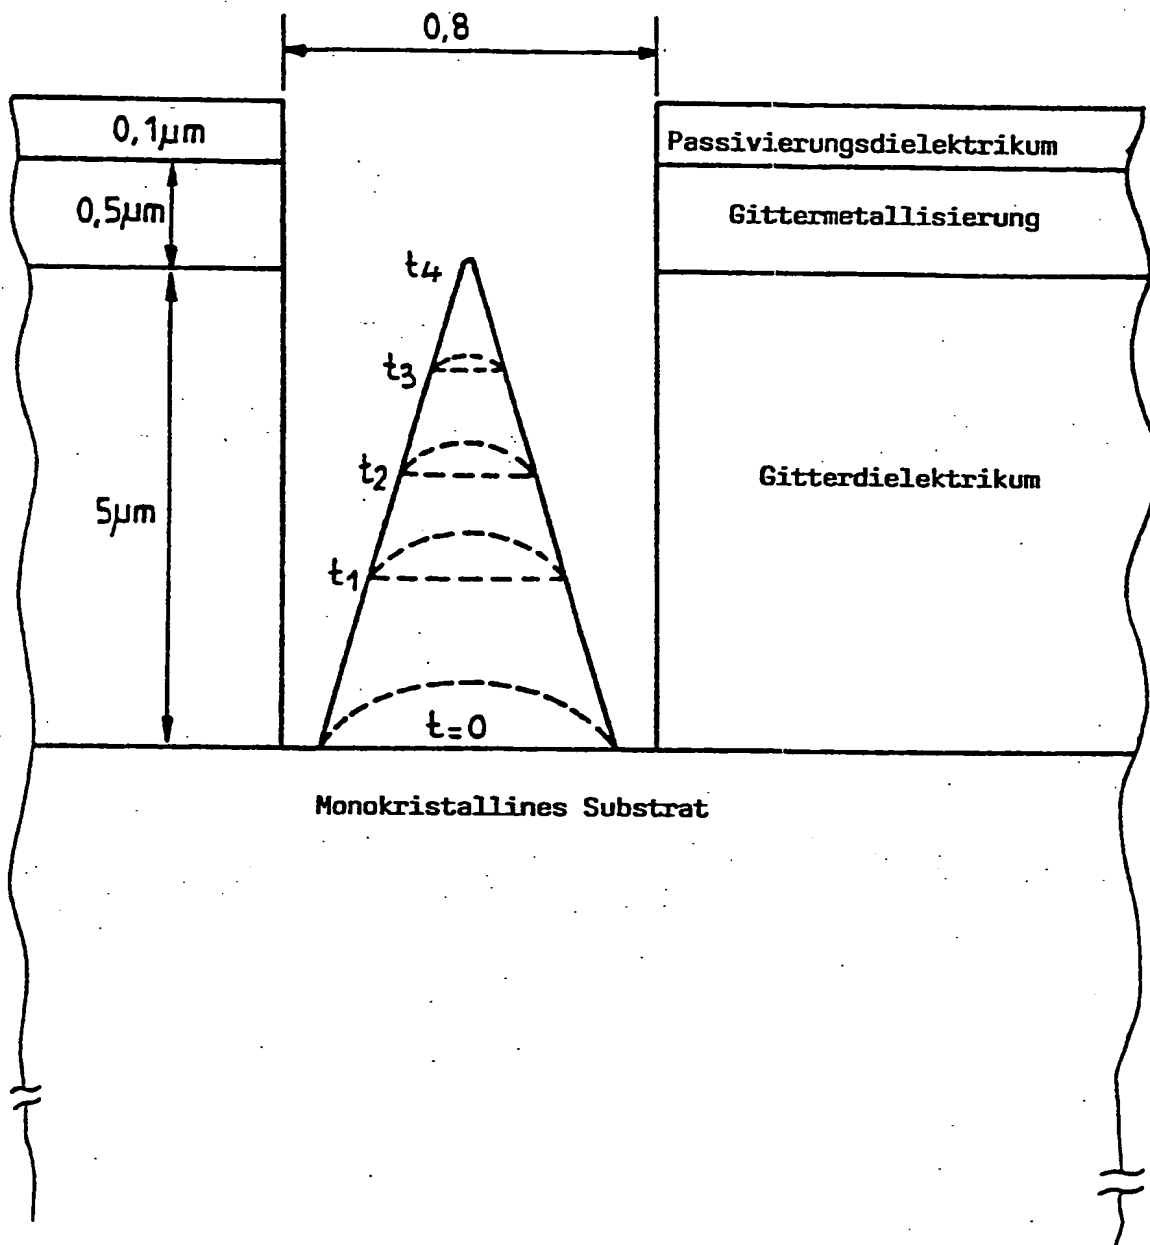 0,8
0,1µm
Passivierungsdielektrikum
0,5µm
Gittermetallisierung
t4
t3
t2
Gitterdielektrikum
5µm
t1
t=0
Monokristallines Substrat